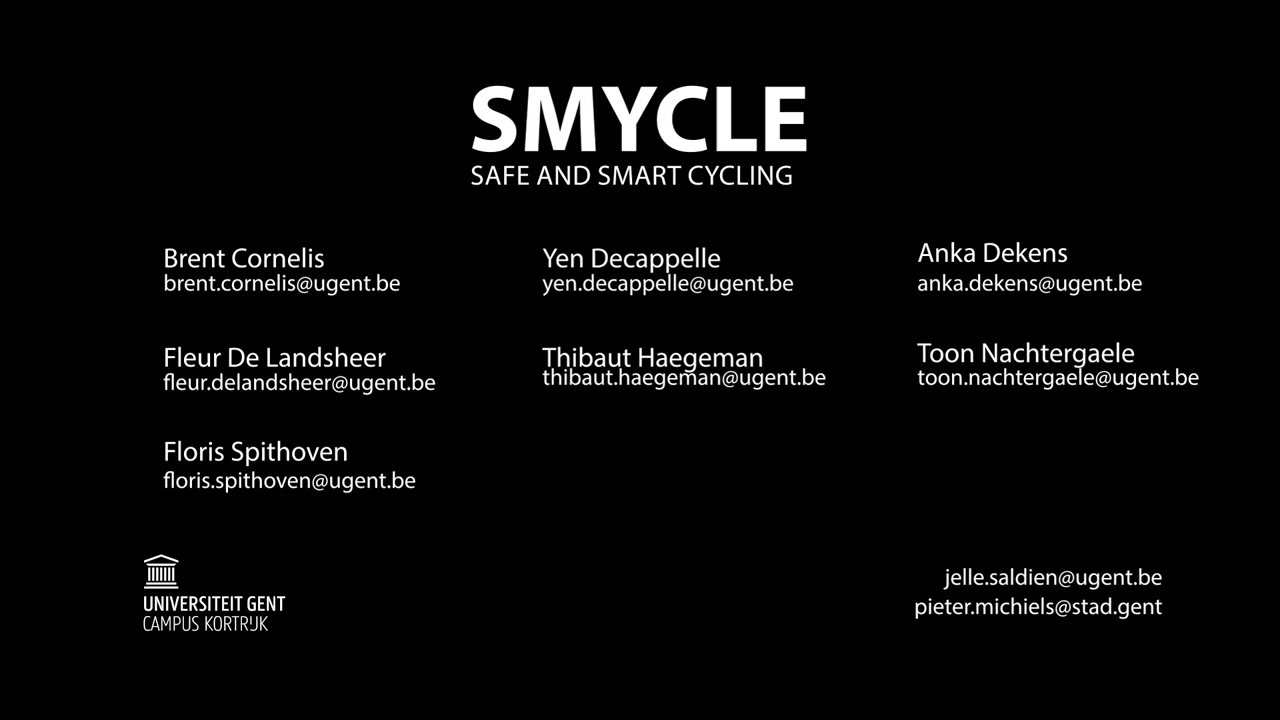 SMYCLE
SAFE AND SMART CYCLING
Brent Cornelis
brent.cornelis@ugent.be
Yen Decappelle
yen.decappelle@ugent.be
Anka Dekens
anka.dekens@ugent.be
Fleur De Landsheer
fleur.delandsheer@ugent.be
Thibaut Haegeman
thibaut.haegeman@ugent.be
Toon Nachtergaele
toon.nachtergaele@ugent.be
Floris Spithoven
floris.spithoven@ugent.be
UNIVERSITEIT GENT
CAMPUS KORTRIJK
jelle.saldien@ugent.be
pieter.michiels@stad.gent